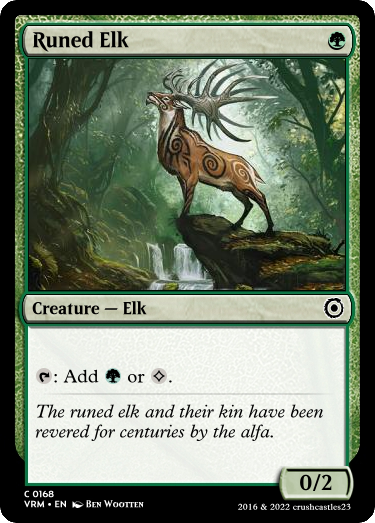 Runed Elk
Creature — Elk
: Add or .
The runed elk and their kin have been
revered for centuries by the alfa.
0/2
C 0168
VRM • EN Ben Wootten
2016 & 2022 crushcastles23